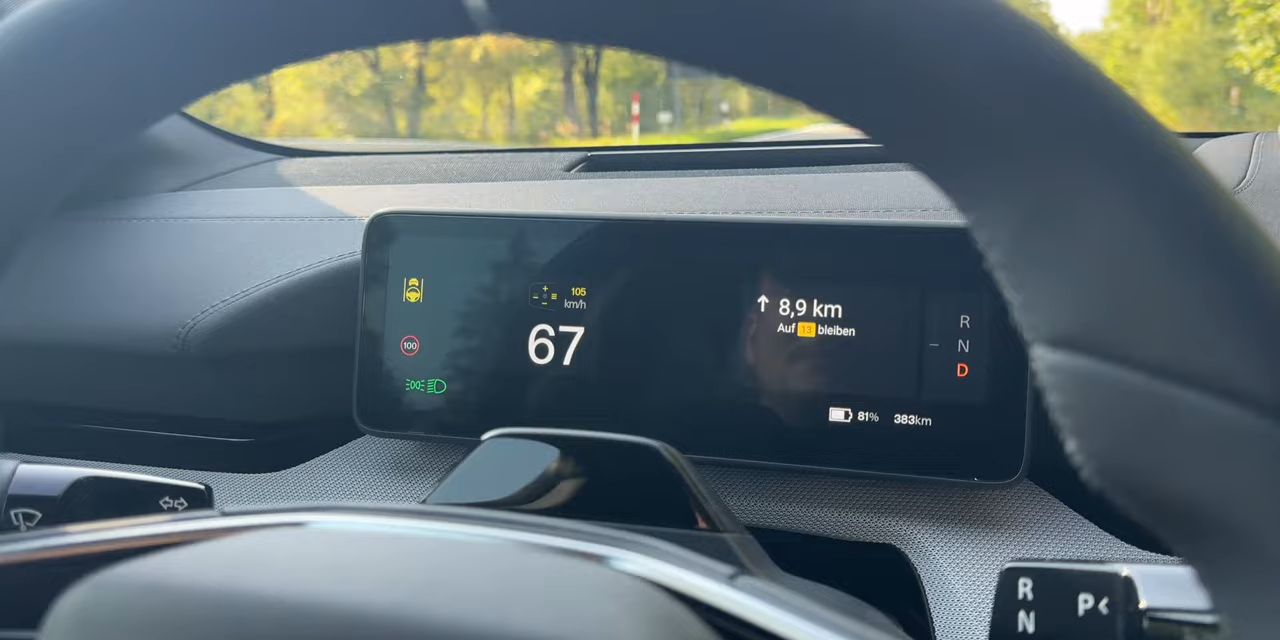 105
km/h
67
100
↑ 8,9 km
Auf 13 bleiben
R
N
D
81%
383km
R
N
P